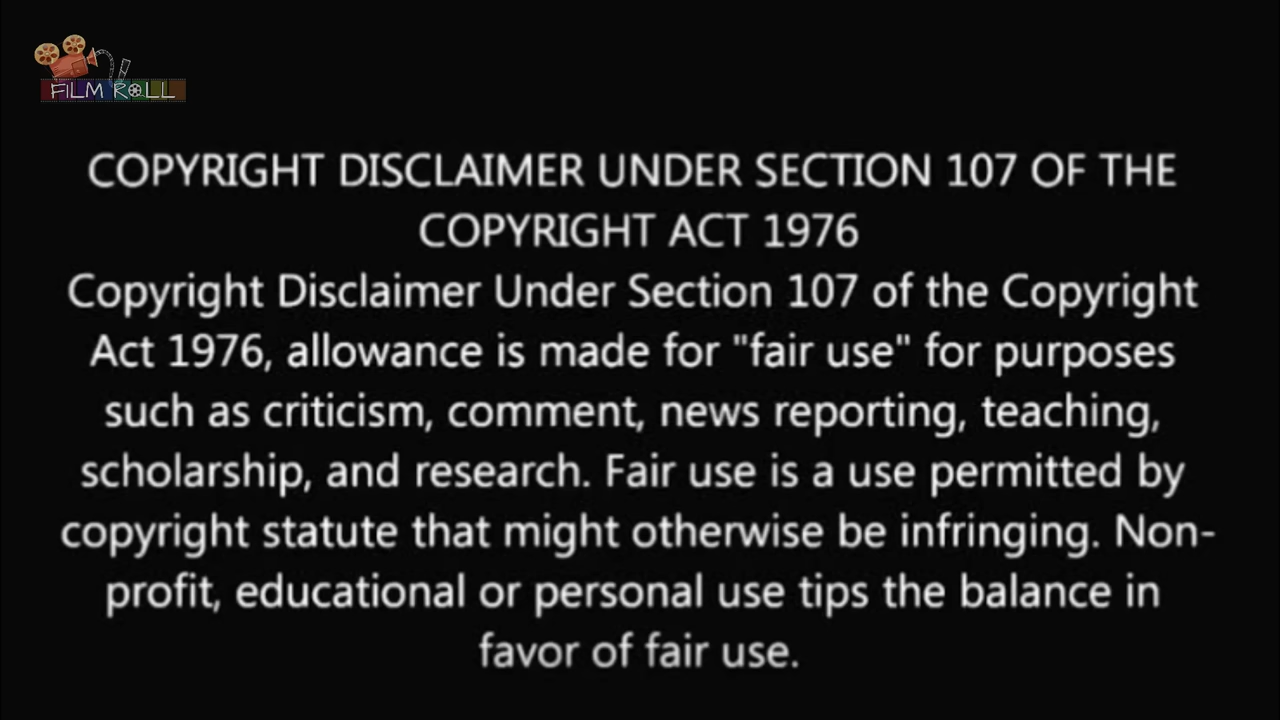 FILM ROLL
COPYRIGHT DISCLAIMER UNDER SECTION 107 OF THE
COPYRIGHT ACT 1976
Copyright Disclaimer Under Section 107 of the Copyright
Act 1976, allowance is made for "fair use" for purposes
such as criticism, comment, news reporting, teaching,
scholarship, and research. Fair use is a use permitted by
copyright statute that might otherwise be infringing. Non-
profit, educational or personal use tips the balance in
favor of fair use.